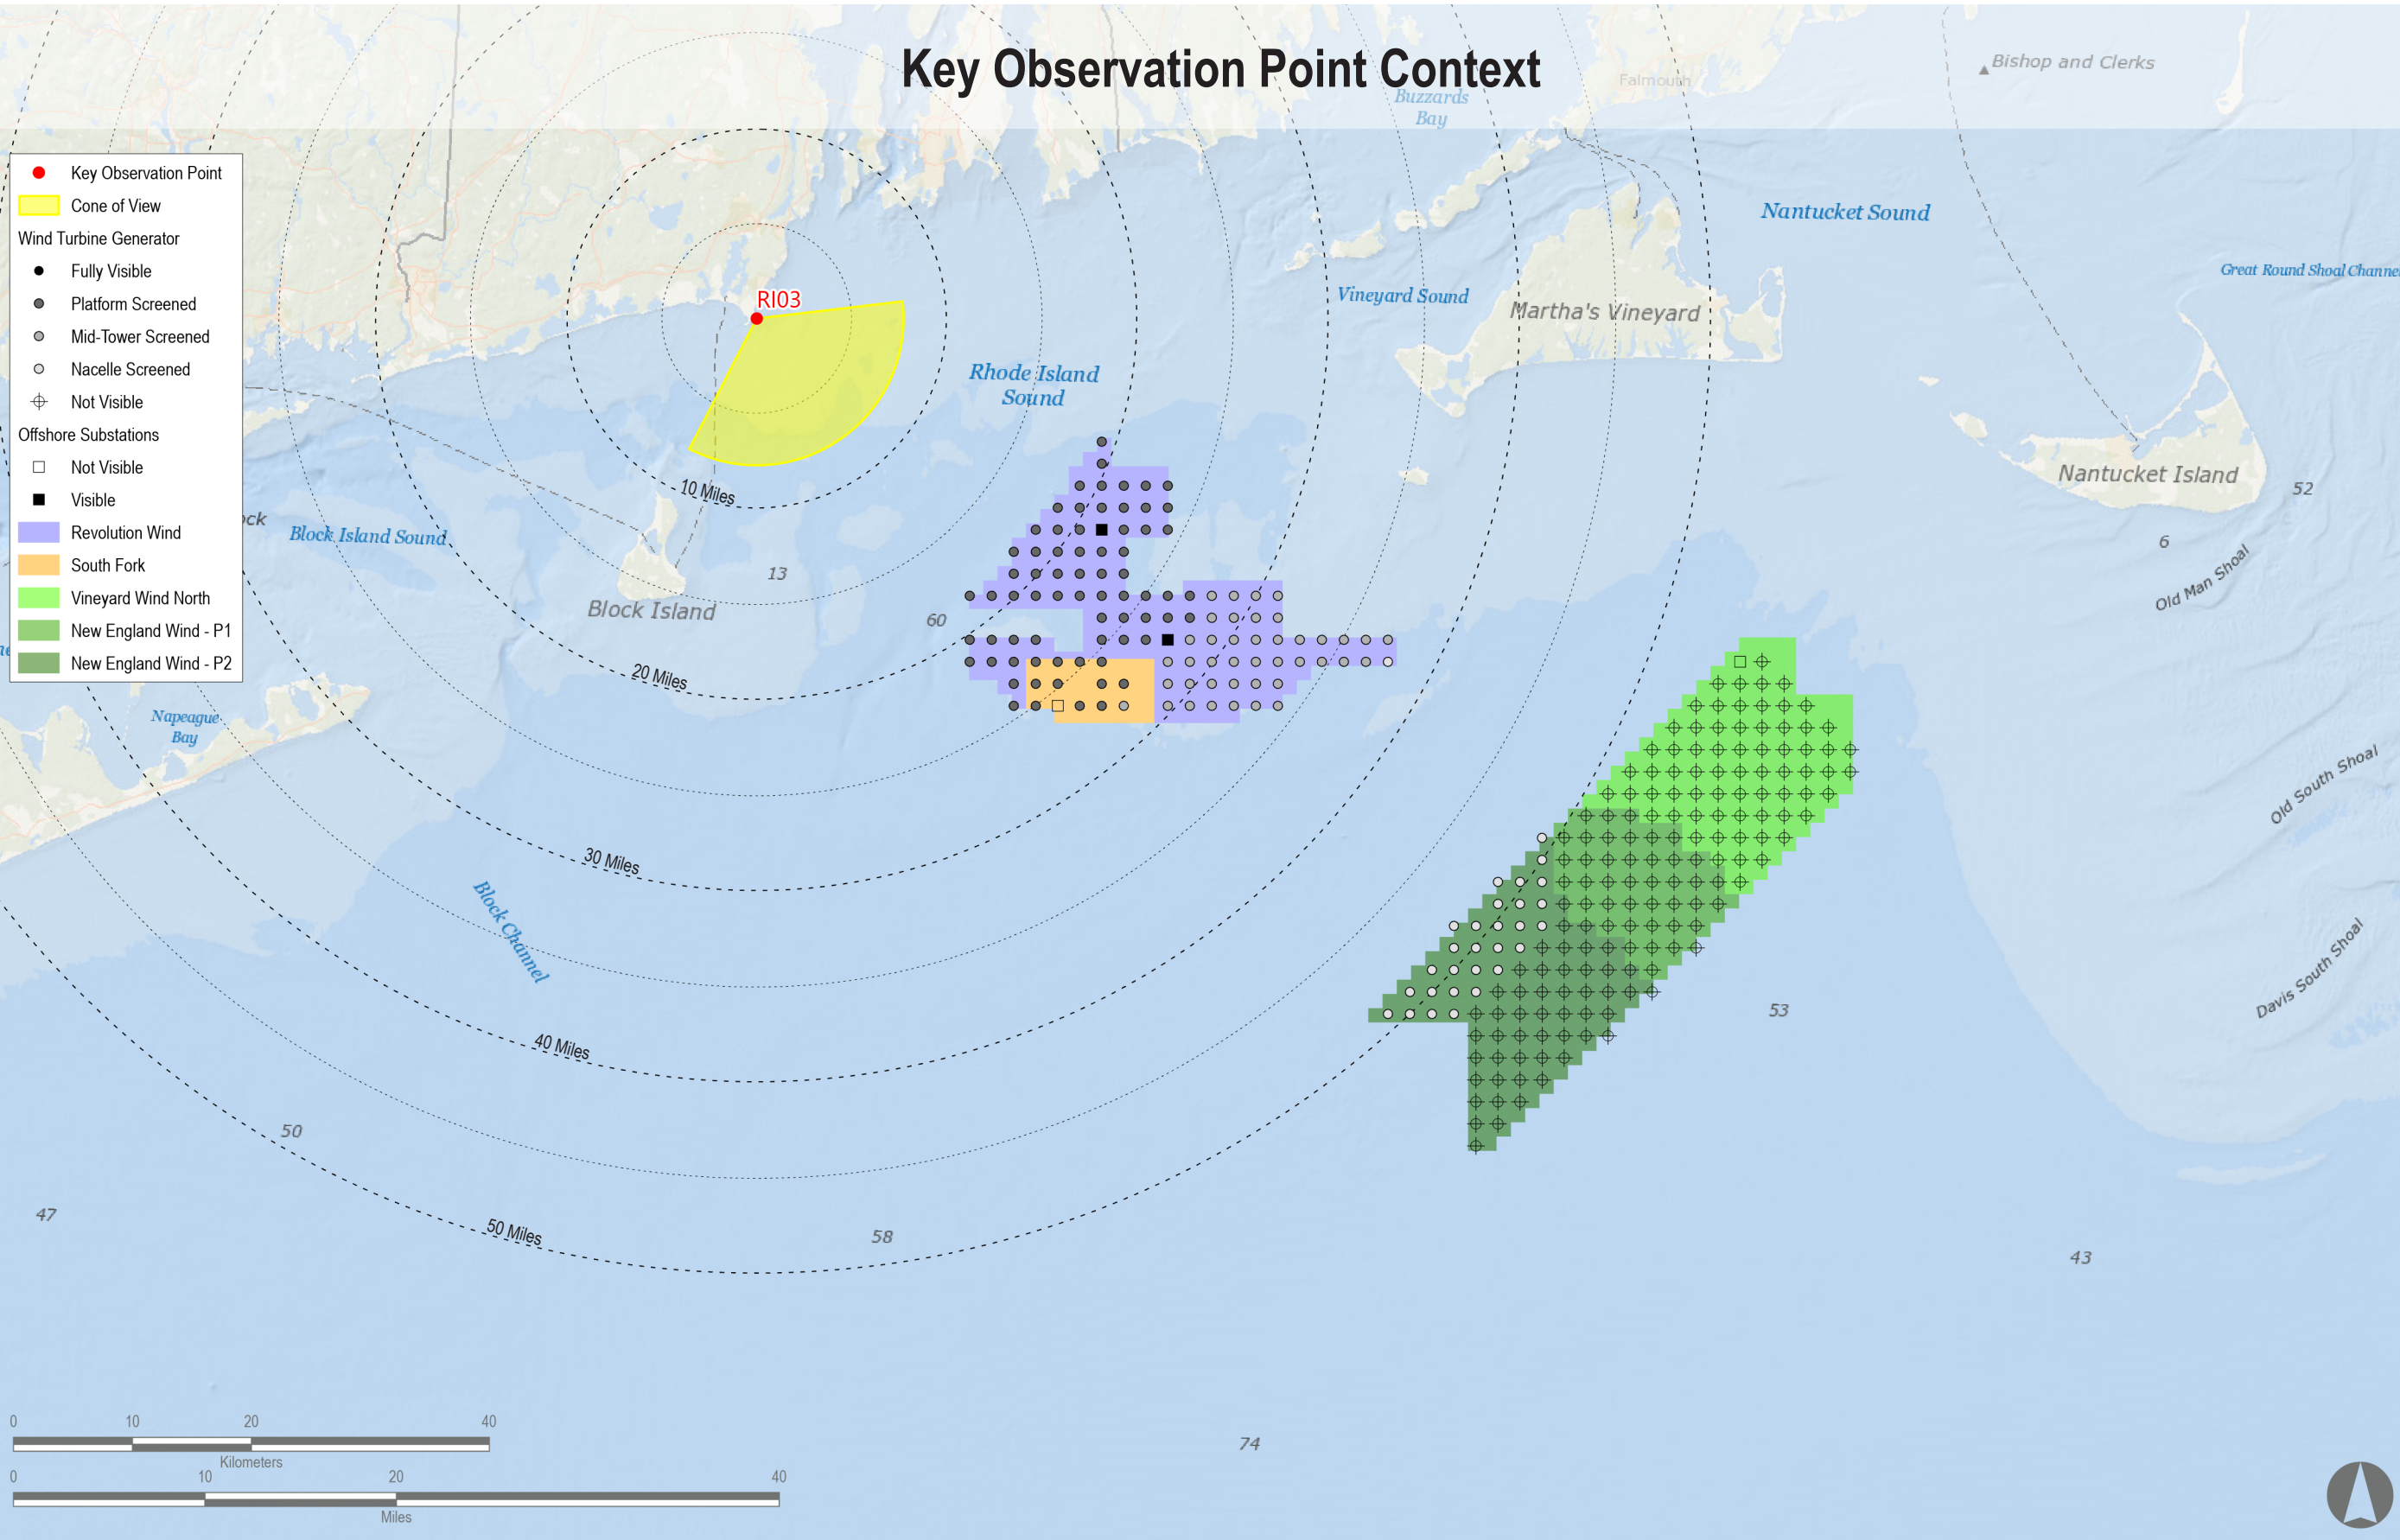 Key Observation Point Context
Bishop and Clerks
Falmouth
Buzzards
Bay
Key Observation Point
Cone of View
Wind Turbine Generator
Fully Visible
Platform Screened
Mid-Tower Screened
Nacelle Screened
Not Visible
Offshore Substations
Not Visible
Visible
Revolution Wind
South Fork
Vineyard Wind North
New England Wind - P1
New England Wind - P2
Nantucket Sound
Great Round Shoal Channel
RI03
Vineyard Sound
Martha's Vineyard
Rhode Island
Sound
Nantucket Island
52
10 Miles
Block Island Sound
6
Old Man Shoal
13
Block Island
60
20 Miles
Napeague
Bay
Old South Shoal
30 Miles
Block Channel
Davis South Shoal
53
40 Miles
50
47
50 Miles
58
43
74
0 10 20 40
Kilometers
0 10 20 40
Miles